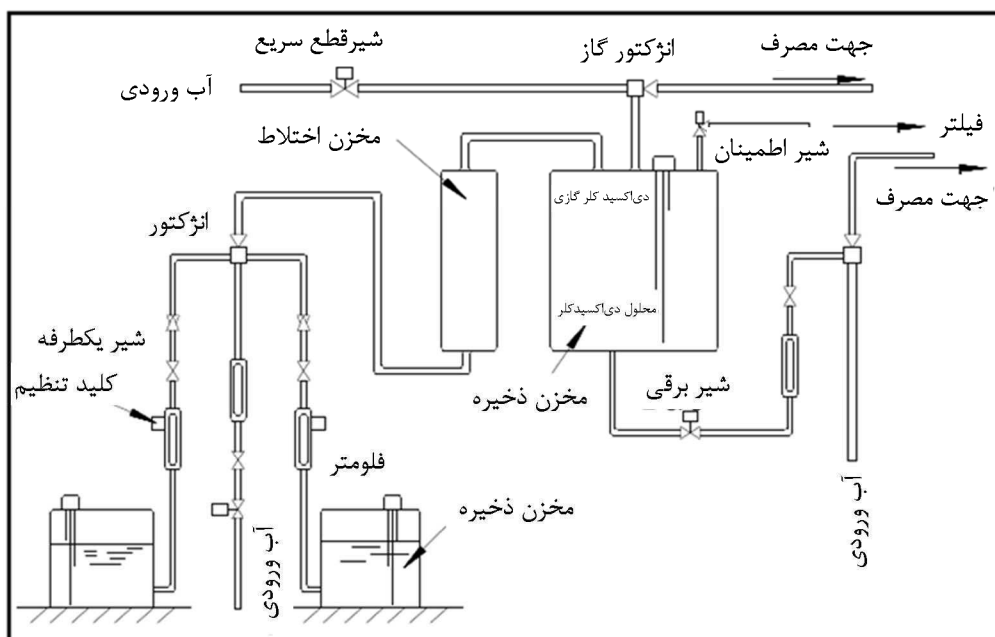 شیرقطع سریع
انژکتور گاز
جهت مصرف
آب ورودی
فیلتر
مخزن اختلاط
شیر اطمینان
جهت مصرف
دی‌اکسید کلر گازی
انژکتور
محلول دی‌اکسیدکلر
شیر یکطرفه
کلید تنظیم
مخزن ذخیره
شیر برقی
فلومتر
مخزن ذخیره
آب ورودی
آب ورودی